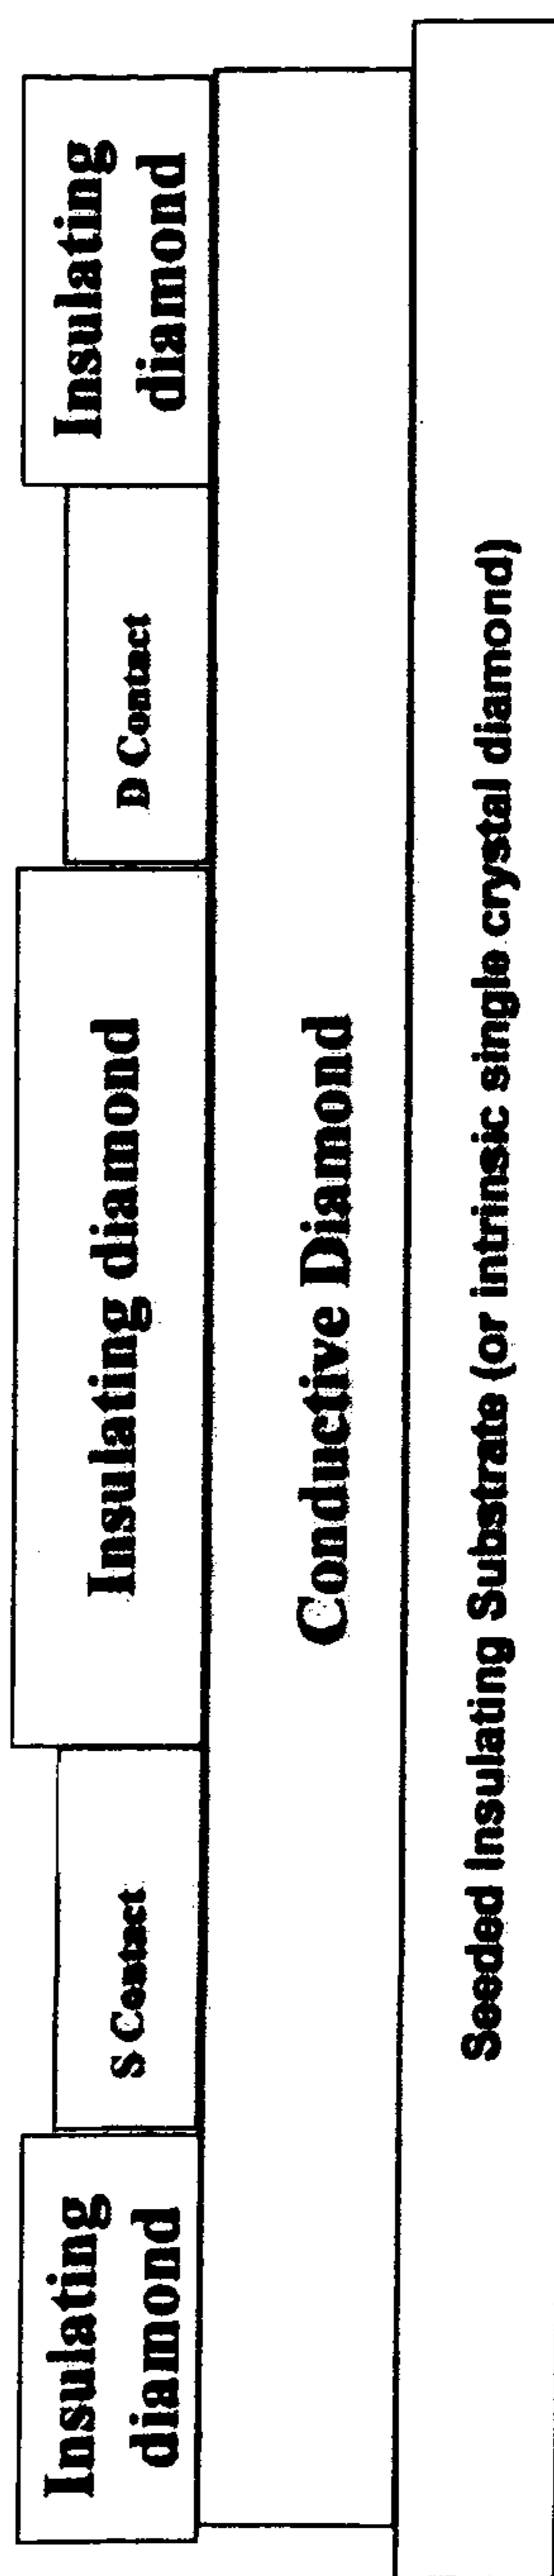 Insulating
diamond
S Contact
Insulating diamond
D Contact
Insulating
diamond
Conductive Diamond
Seeded Insulating Substrate (or intrinsic single crystal diamond)